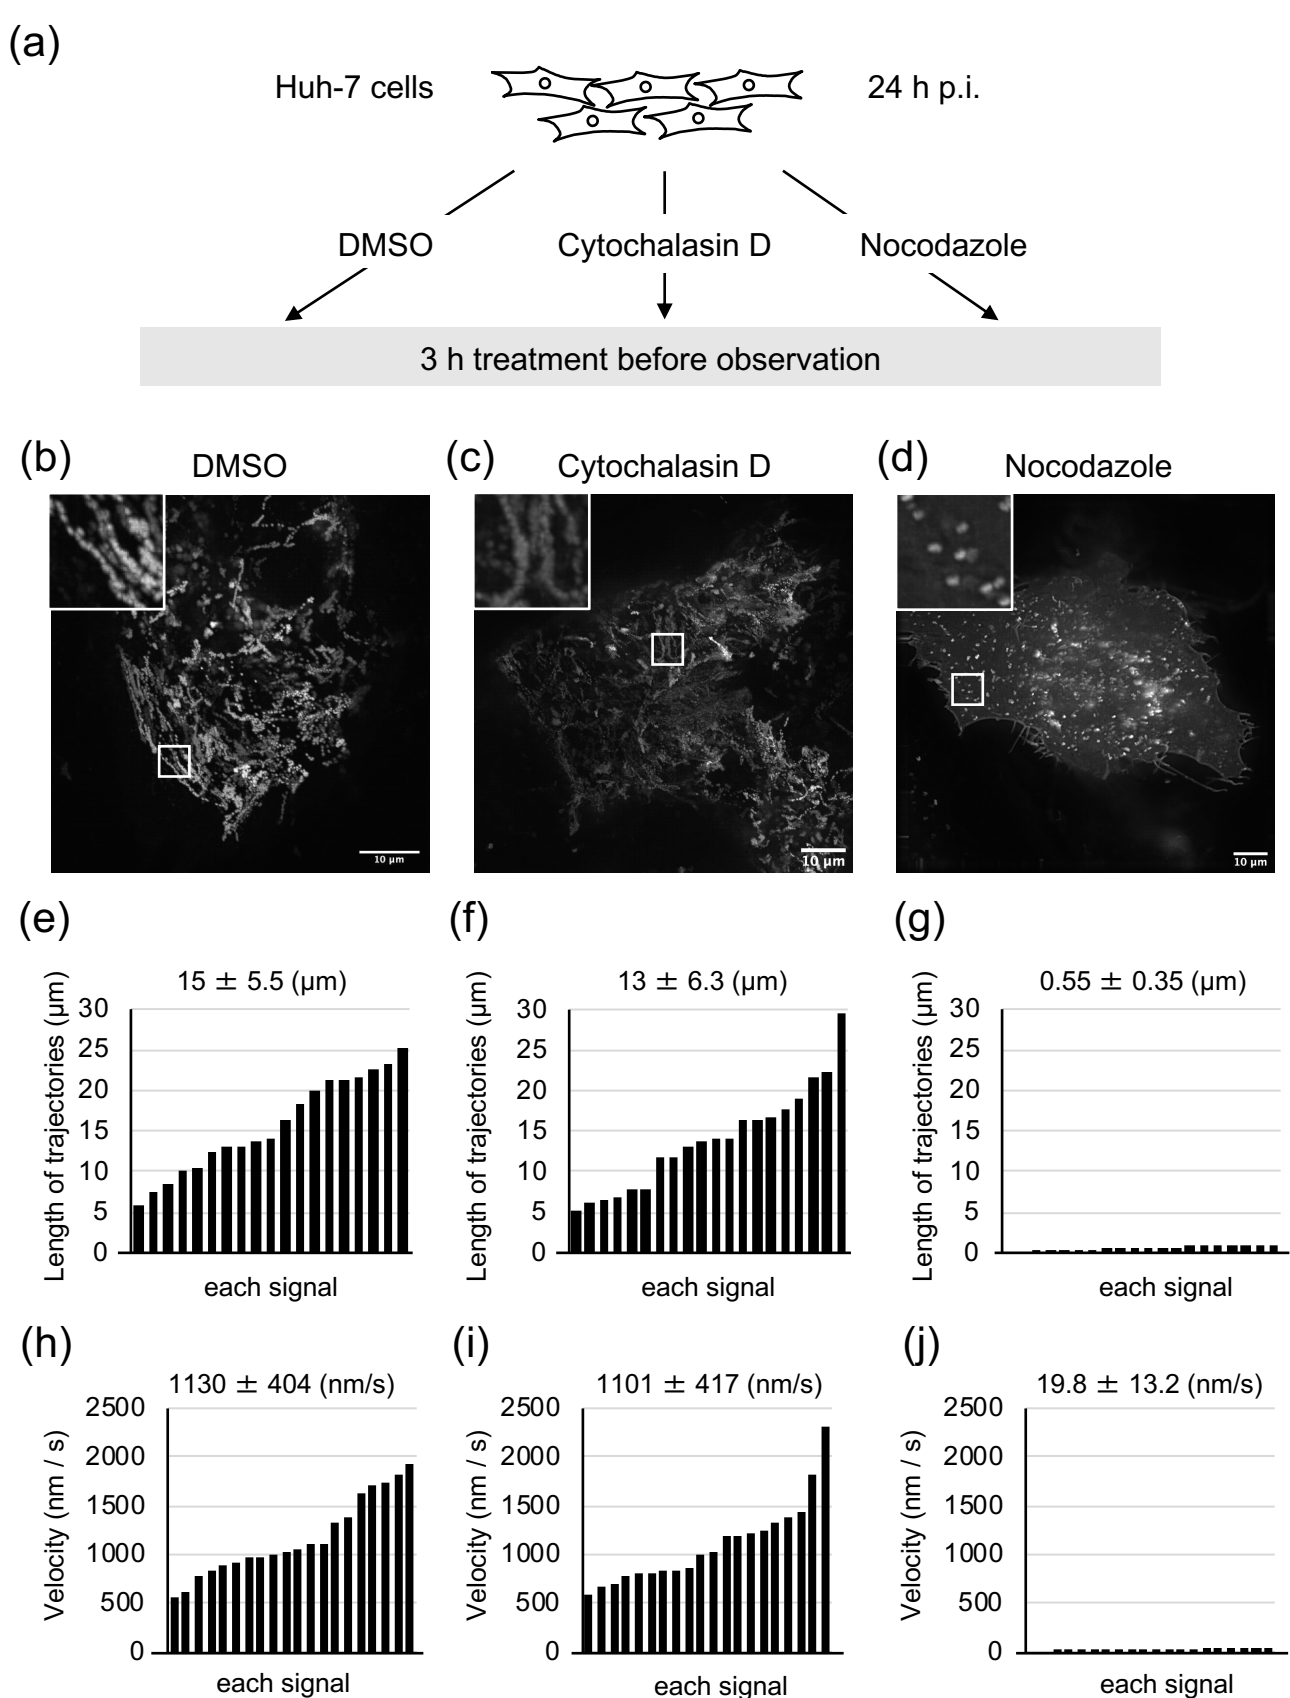 (a)
Huh-7 cells
24 h p.i.
DMSO
Cytochalasin D
Nocodazole
3 h treatment before observation
(b)
DMSO
(c)
Cytochalasin D
(d)
Nocodazole
10 µm
10 µm
10 µm
(e)
15 ± 5.5 (µm)
Length of trajectories (µm)
30
25
20
15
10
5
0
each signal
(f)
13 ± 6.3 (µm)
Length of trajectories (µm)
30
25
20
15
10
5
0
each signal
(g)
0.55 ± 0.35 (µm)
Length of trajectories (µm)
30
25
20
15
10
5
0
each signal
(h)
1130 ± 404 (nm/s)
Velocity (nm / s)
2500
2000
1500
1000
500
0
each signal
(i)
1101 ± 417 (nm/s)
Velocity (nm / s)
2500
2000
1500
1000
500
0
each signal
(j)
19.8 ± 13.2 (nm/s)
Velocity (nm / s)
2500
2000
1500
1000
500
0
each signal